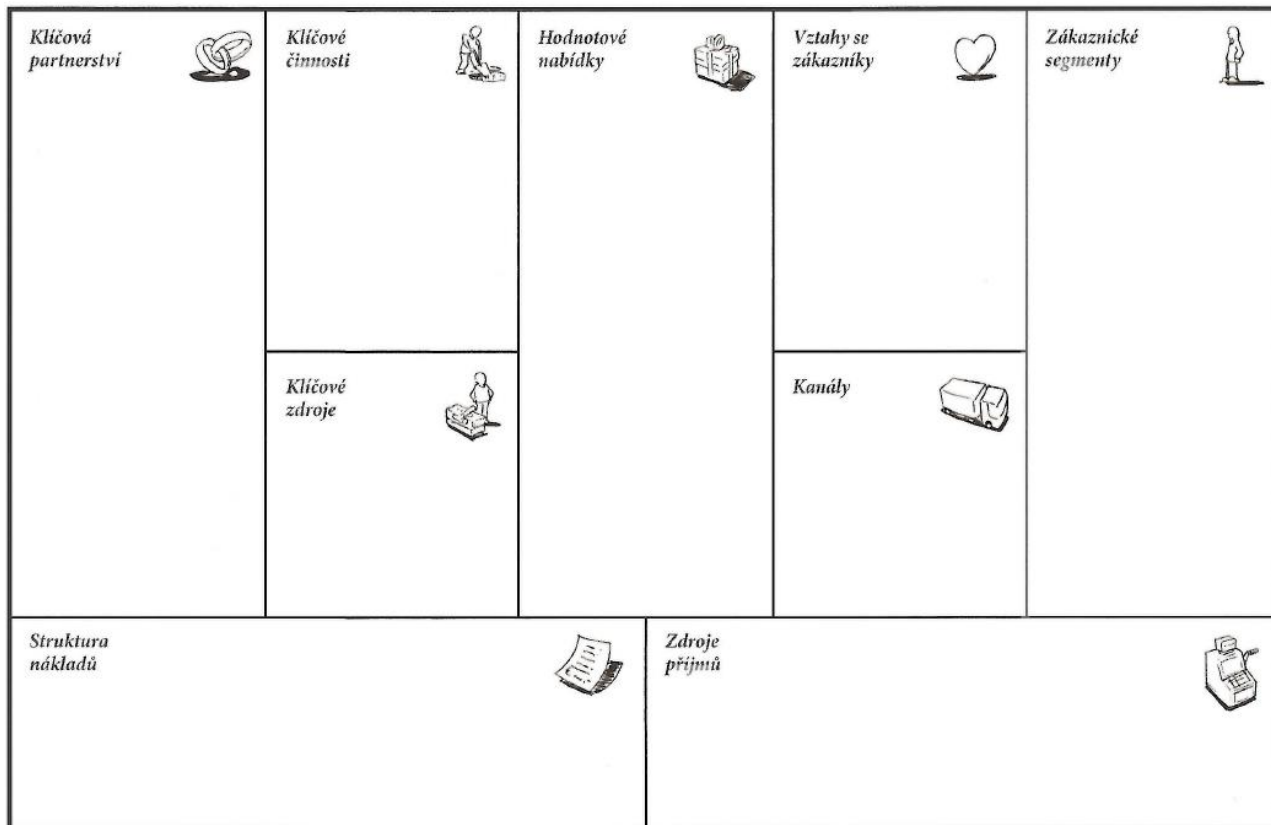 Klíčová
partnerství
Klíčové
činnosti
Hodnotové
nabídky
Vztahy se
zákazníky
Zákaznické
segmenty
Klíčové
zdroje
Kanály
Struktura
nákladů
Zdroje
příjmů